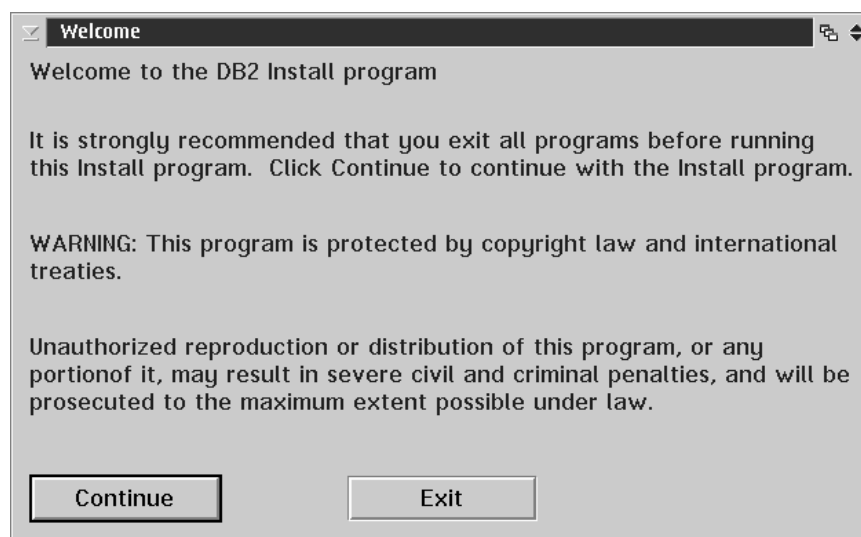 Welcome
Welcome to the DB2 Install program
It is strongly recommended that you exit all programs before running
this Install program.  Click Continue to continue with the Install program.
WARNING: This program is protected by copyright law and international
treaties.
Unauthorized reproduction or distribution of this program, or any
portionof it, may result in severe civil and criminal penalties, and will be
prosecuted to the maximum extent possible under law.
Continue Exit